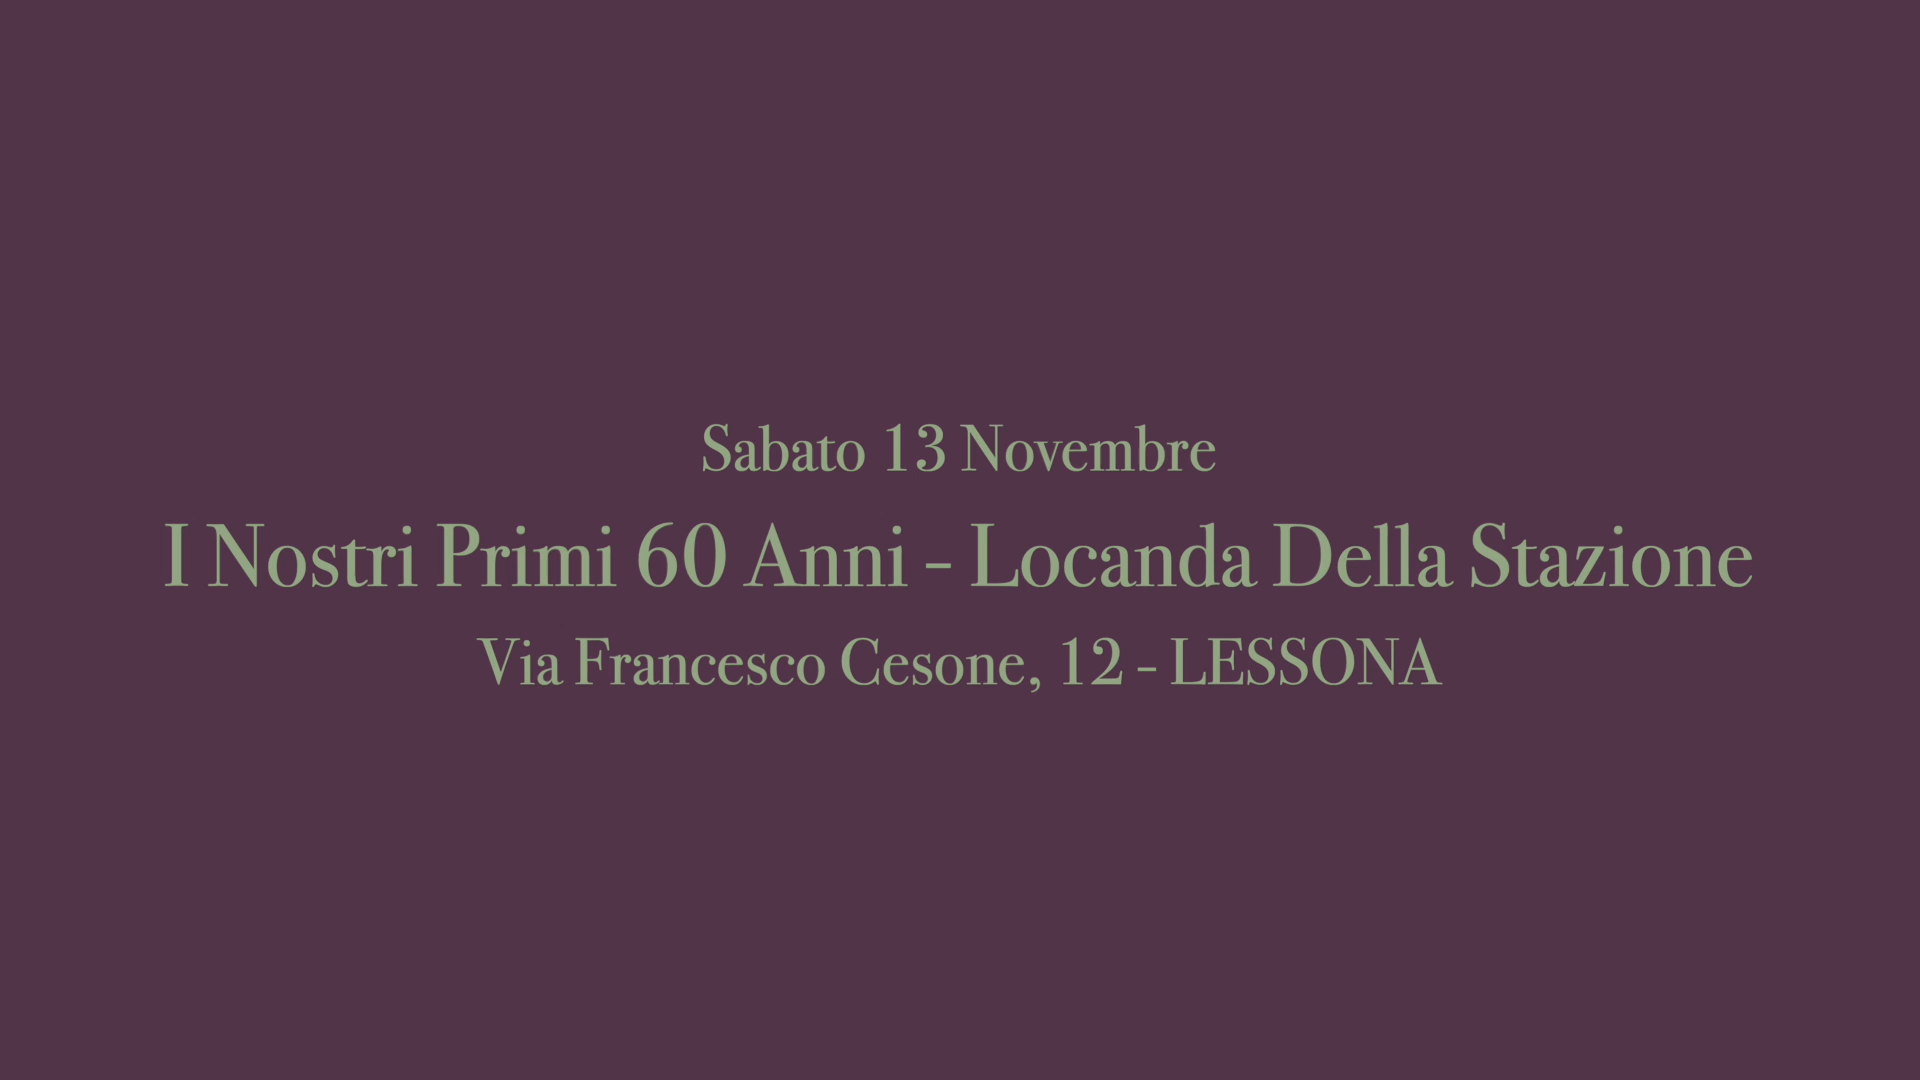 Sabato 13 Novembre
I Nostri Primi 60 Anni - Locanda Della Stazione
Via Francesco Cesone, 12 - LESSONA